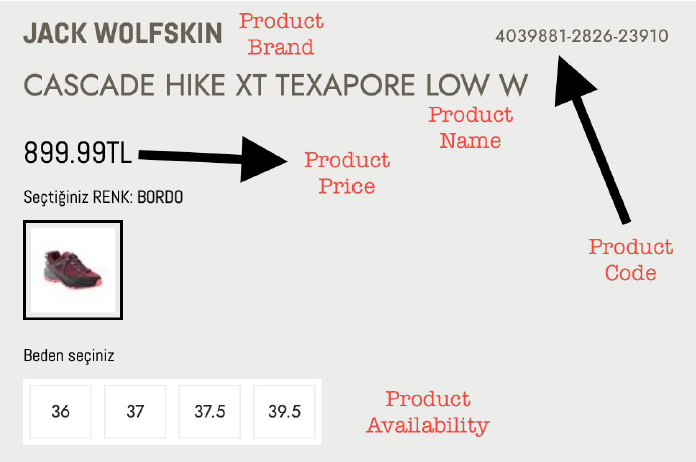 JACK WOLFSKIN
Product
Brand
4039881-2826-23910
CASCADE HIKE XT TEXAPORE LOW W
Product
Name
899.99TL
Product
Price
Seçtiğiniz RENK: BORDO
Product
Code
Beden seçiniz
36 37 37.5 39.5
Product
Availability